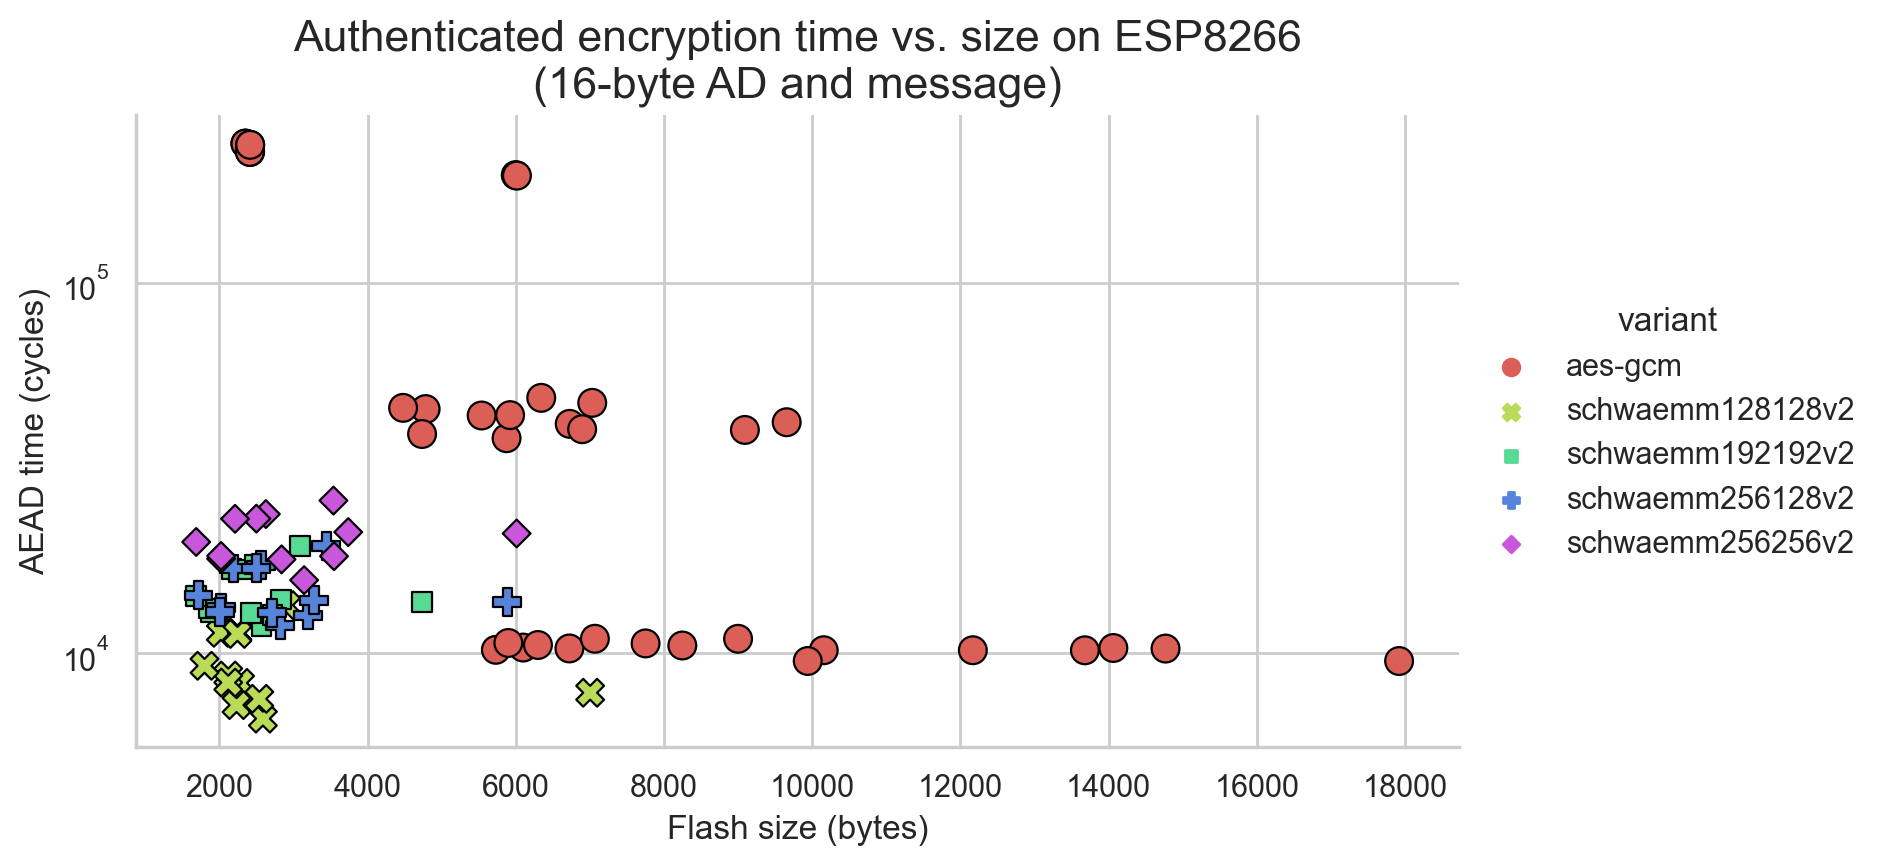 Authenticated encryption time vs. size on ESP8266
(16-byte AD and message)
AEAD time (cycles)
10^5
10^4
2000 4000 6000 8000 10000 12000 14000 16000 18000
Flash size (bytes)
variant
aes-gcm
schwaemm128128v2
schwaemm192192v2
schwaemm256128v2
schwaemm256256v2